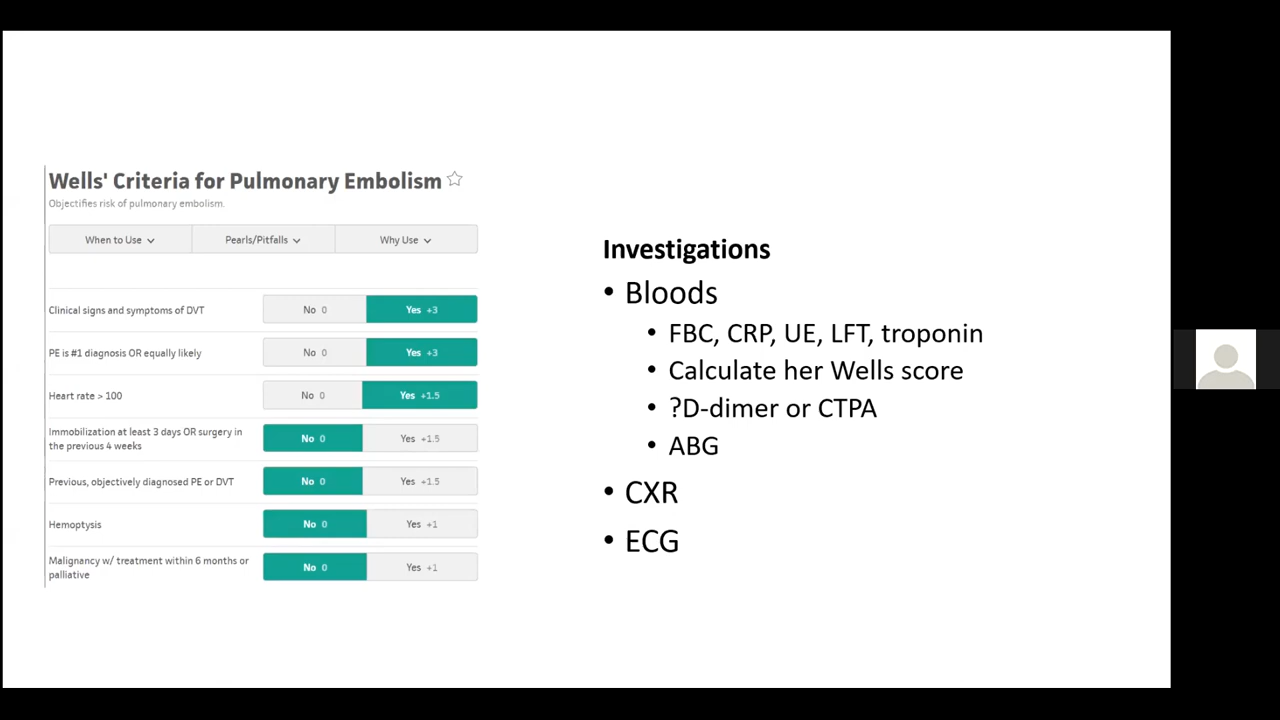 Wells' Criteria for Pulmonary Embolism
Objectifies risk of pulmonary embolism.
When to Use Pearls/Pitfalls Why Use
Clinical signs and symptoms of DVT No 0 Yes +3
PE is #1 diagnosis OR equally likely No 0 Yes +3
Heart rate > 100 No 0 Yes +1.5
Immobilization at least 3 days OR surgery in
the previous 4 weeks No 0 Yes +1.5
Previous, objectively diagnosed PE or DVT No 0 Yes +1.5
Hemoptysis No 0 Yes +1
Malignancy w/ treatment within 6 months or
palliative No 0 Yes +1
Investigations
• Bloods
• FBC, CRP, UE, LFT, troponin
• Calculate her Wells score
• ?D-dimer or CTPA
• ABG
• CXR
• ECG